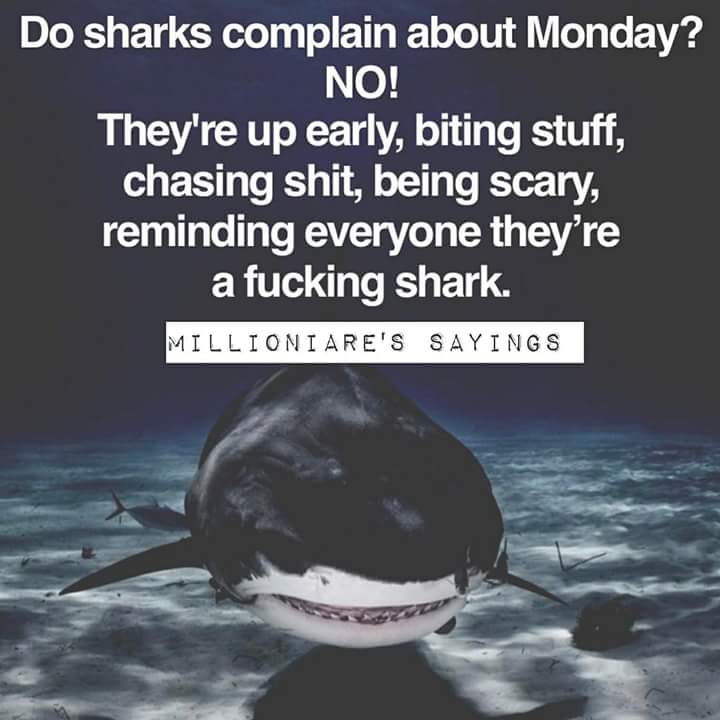 Do sharks complain about Monday?
NO!
They're up early, biting stuff,
chasing shit, being scary,
reminding everyone they’re
a fucking shark.
MILLIONIARE'S SAYINGS